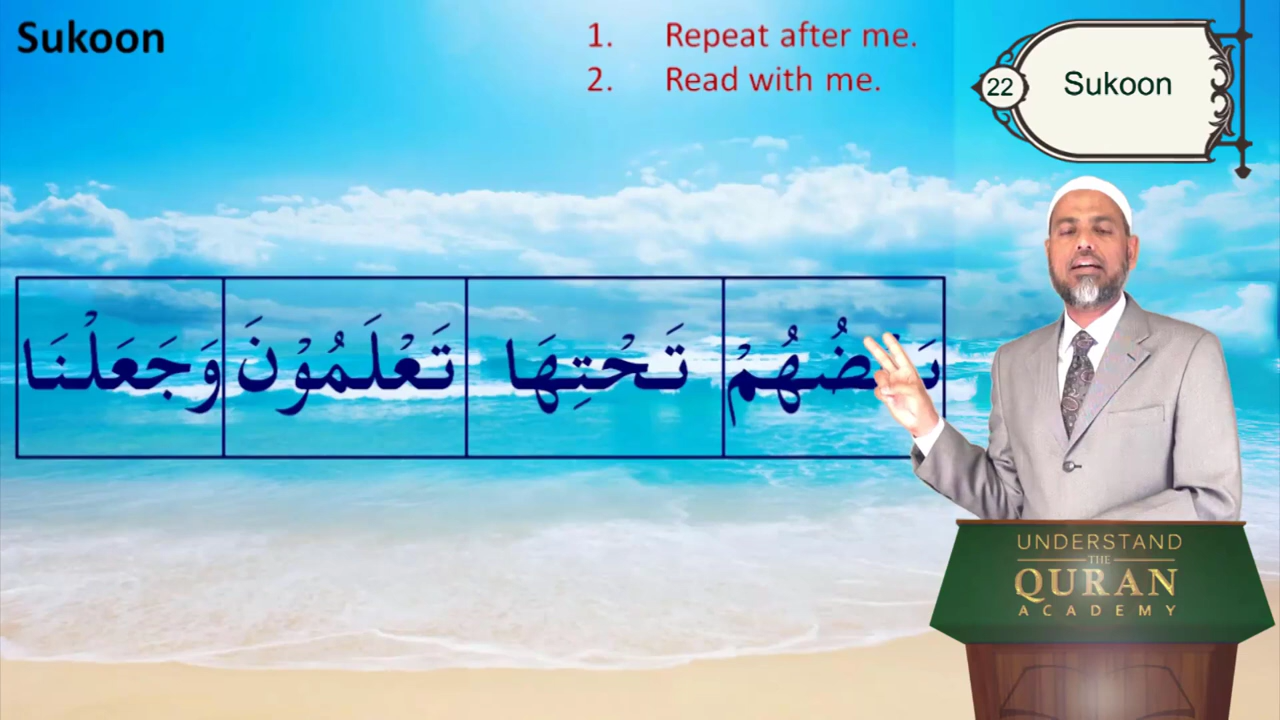 Sukoon
1. Repeat after me.
2. Read with me.
22 Sukoon
تَحْتِهَا تَعْلَمُوْنَ وَجَعَلْنَا
UNDERSTAND
THE
QURAN
ACADEMY